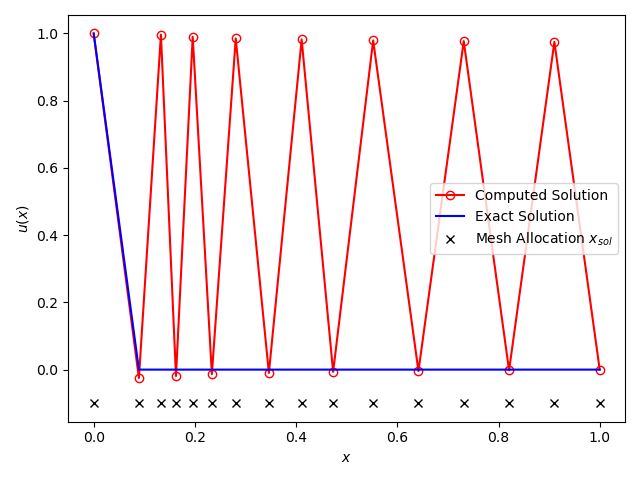 1.0
0.8
0.6
0.4
0.2
0.0
u(x)
Computed Solution
Exact Solution
Mesh Allocation x_sol
0.0 0.2 0.4 0.6 0.8 1.0
x